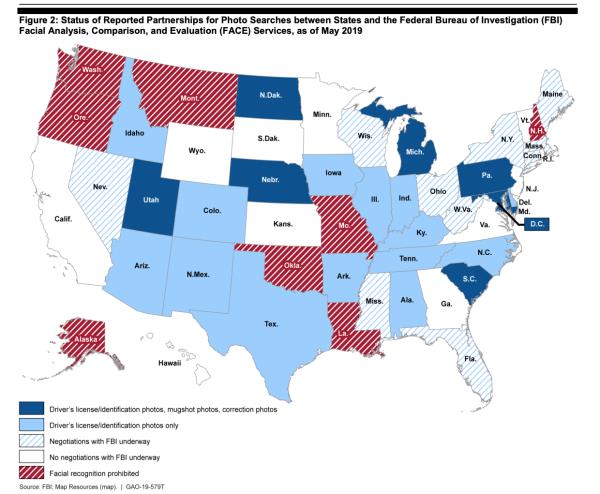 Figure 2: Status of Reported Partnerships for Photo Searches between States and the Federal Bureau of Investigation (FBI)
Facial Analysis, Comparison, and Evaluation (FACE) Services, as of May 2019
Wash.
Mont.
N.Dak.
Minn.
Maine
Ore.
Idaho
S.Dak.
Wis.
Mich.
Vt.
N.H.
N.Y.
Mass.
Conn.
R.I.
Wyo.
Nebr.
Iowa
Pa.
N.J.
Nev.
Utah
Colo.
Ill.
Ind.
Ohio
Del.
Md.
W.Va.
D.C.
Calif.
Kans.
Mo.
Ky.
Va.
Ariz.
N.Mex.
Okla.
Ark.
Tenn.
N.C.
S.C.
Tex.
La.
Miss.
Ala.
Ga.
Fla.
Alaska
Hawaii
Driver's license/identification photos, mugshot photos, correction photos
Driver's license/identification photos only
Negotiations with FBI underway
No negotiations with FBI underway
Facial recognition prohibited
Source: FBI; Map Resources (map). | GAO-19-579T